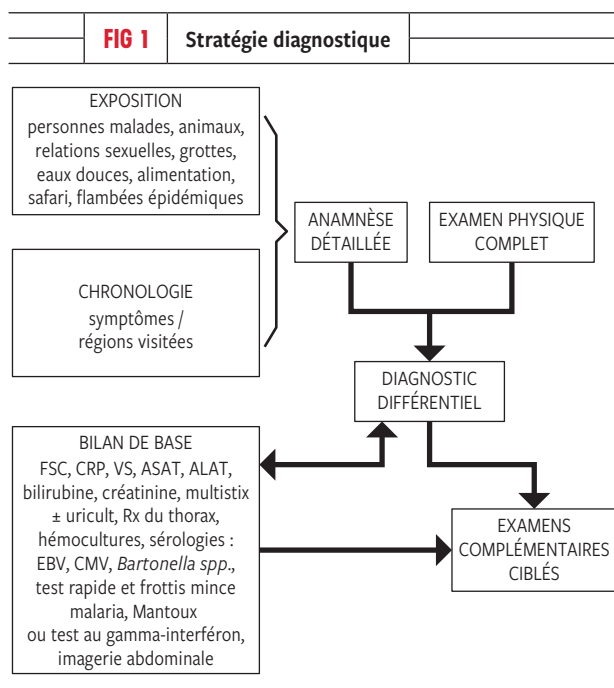 FIG 1
Stratégie diagnostique
EXPOSITION
personnes malades, animaux,
relations sexuelles, grottes,
eaux douces, alimentation,
safari, flambées épidémiques
ANAMNÈSE
DÉTAILLÉE
EXAMEN PHYSIQUE
COMPLET
CHRONOLOGIE
symptômes /
régions visitées
DIAGNOSTIC
DIFFÉRENTIEL
BILAN DE BASE
FSC, CRP, VS, ASAT, ALAT,
bilirubine, créatinine, multistix
± uricult, Rx du thorax,
hémocultures, sérologies :
EBV, CMV, Bartonella spp.,
test rapide et frottis mince
malaria, Mantoux
ou test au gamma-interféron,
imagerie abdominale
EXAMENS
COMPLÉMENTAIRES
CIBLÉS